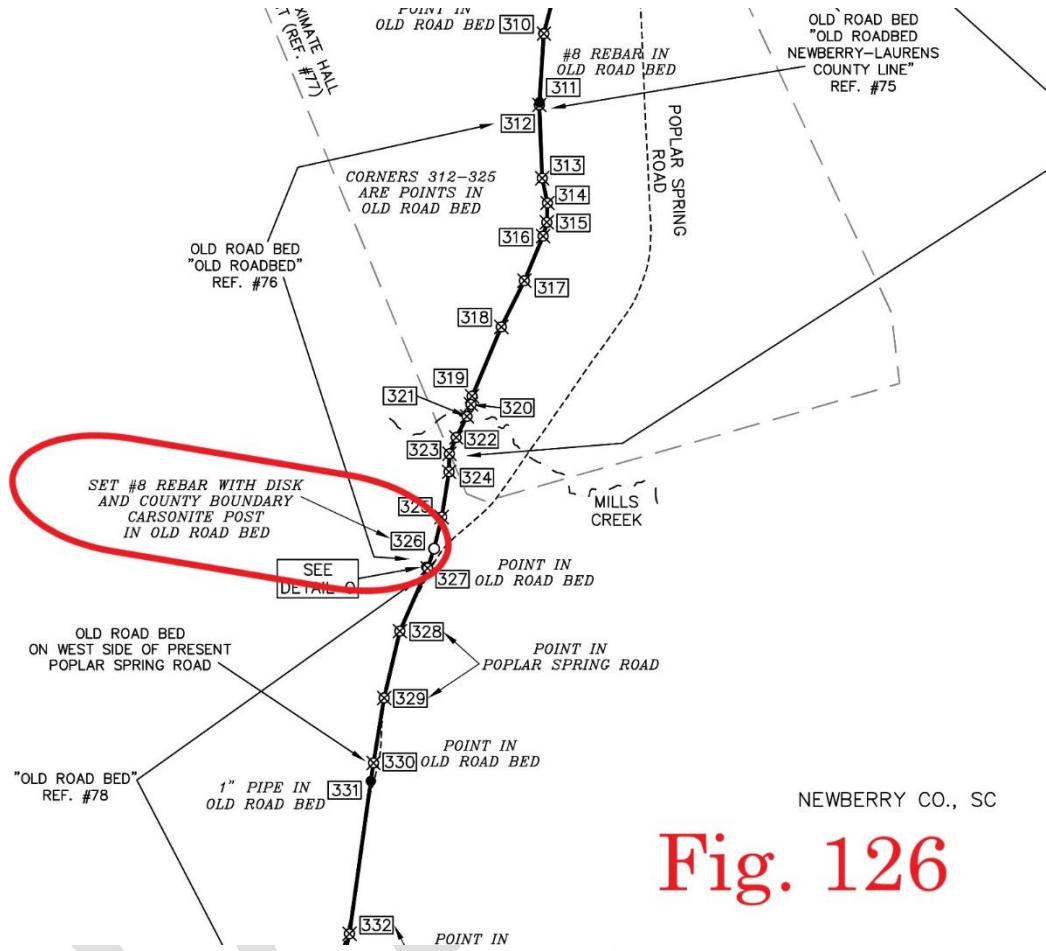 POINT IN
OLD ROAD BED
310
OLD ROAD BED
"OLD ROADBED
NEWBERRY-LAURENS
COUNTY LINE"
REF. #75
XIMATE HALL
(REF. #77)
#8 REBAR IN
OLD ROAD BED
311
312
POPLAR SPRING
ROAD
313
CORNERS 312-325
ARE POINTS IN
OLD ROAD BED
314
315
316
OLD ROAD BED
"OLD ROADBED"
REF. #76
317
318
319
321
320
322
323
324
MILLS
CREEK
SET #8 REBAR WITH DISK
AND COUNTY BOUNDARY
CARSONITE POST
IN OLD ROAD BED
325
326
SEE
DETAIL
327
POINT IN
OLD ROAD BED
328
OLD ROAD BED
ON WEST SIDE OF PRESENT
POPLAR SPRING ROAD
POINT IN
POPLAR SPRING ROAD
329
330
POINT IN
OLD ROAD BED
"OLD ROAD BED"
REF. #78
331
1" PIPE IN
OLD ROAD BED
NEWBERRY CO., SC
Fig. 126
332
POINT IN